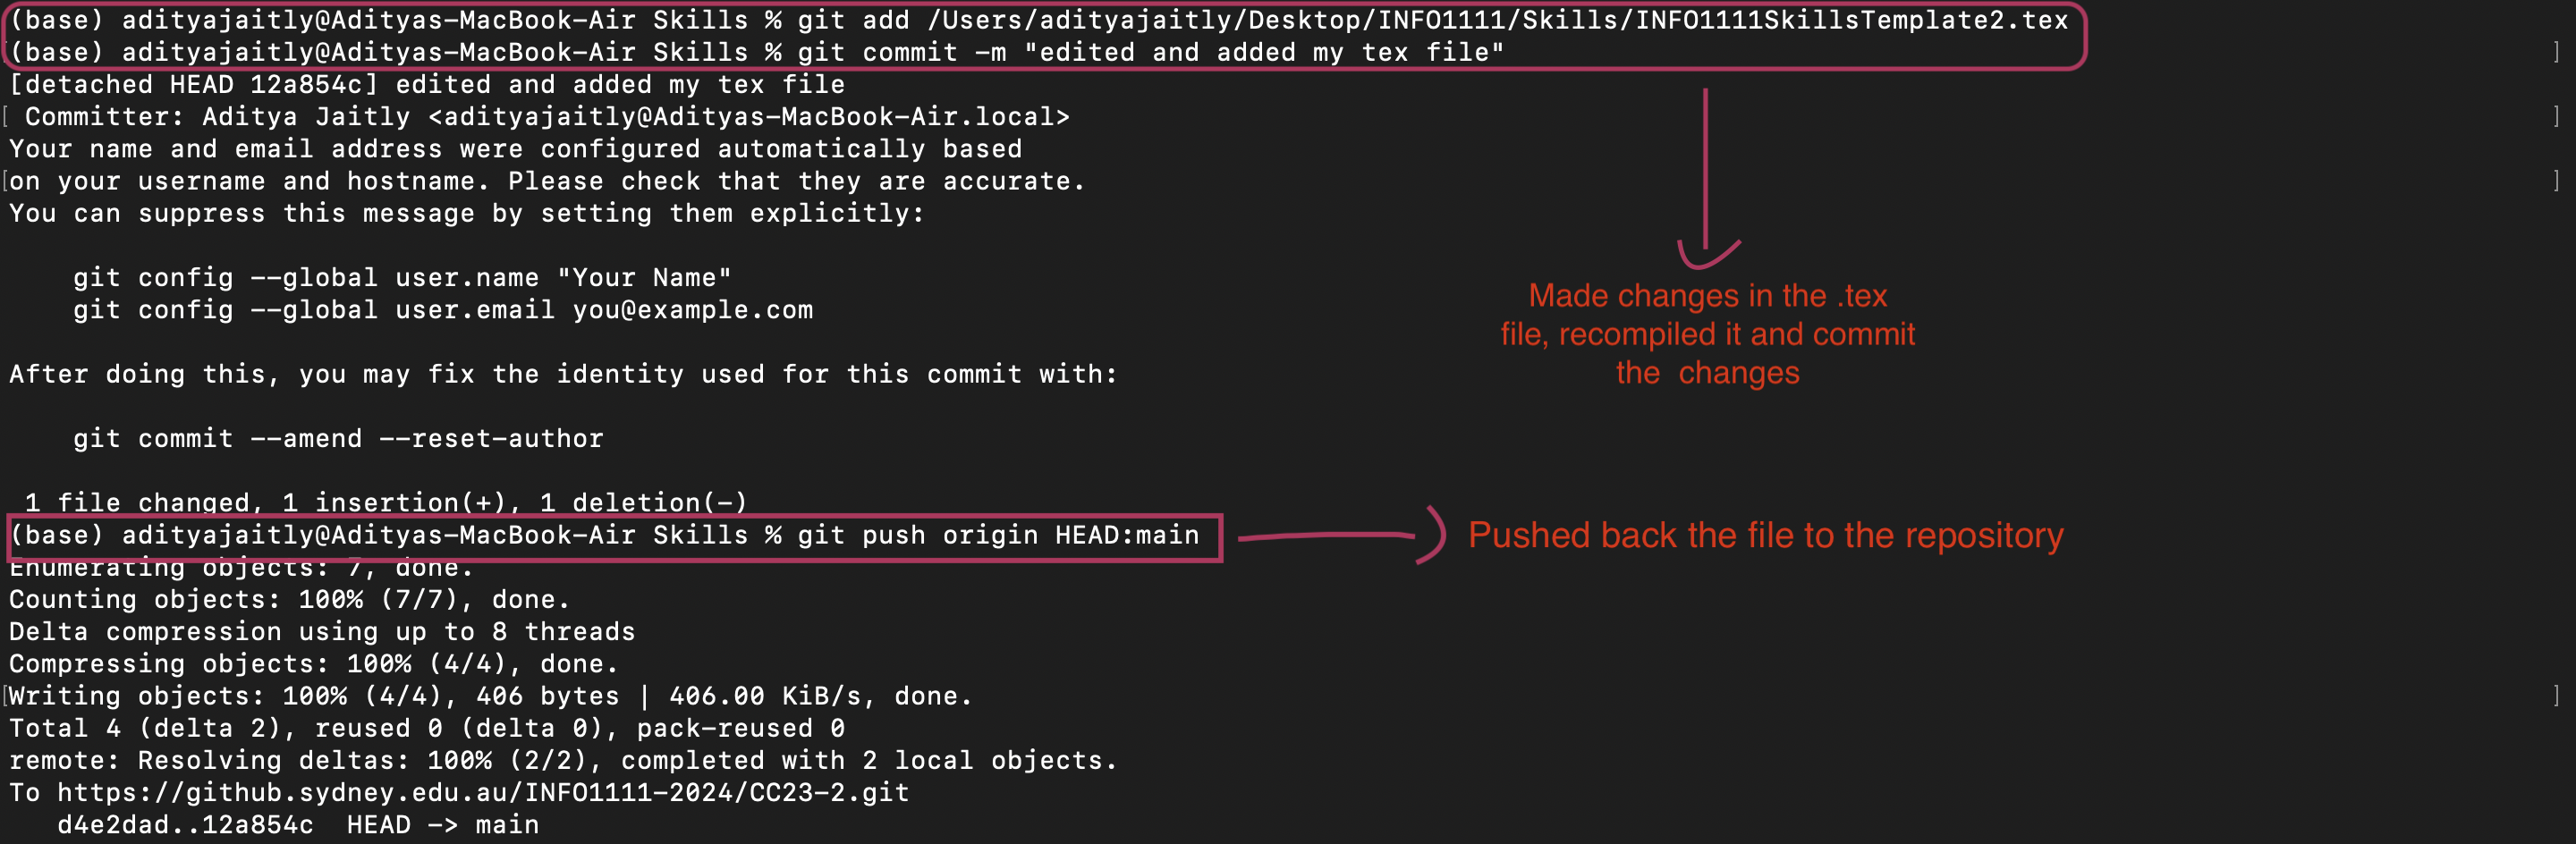 (base) adityajaitly@Adityas-MacBook-Air Skills % git add /Users/adityajaitly/Desktop/INFO1111/Skills/INFO1111SkillsTemplate2.tex
(base) adityajaitly@Adityas-MacBook-Air Skills % git commit -m "edited and added my tex file"
[detached HEAD 12a854c] edited and added my tex file
Committer: Aditya Jaitly <adityajaitly@Adityas-MacBook-Air.local>
Your name and email address were configured automatically based
on your username and hostname. Please check that they are accurate.
You can suppress this message by setting them explicitly:
git config --global user.name "Your Name"
git config --global user.email you@example.com
Made changes in the .tex
file, recompiled it and commit
the changes
After doing this, you may fix the identity used for this commit with:
git commit --amend --reset-author
1 file changed, 1 insertion(+), 1 deletion(-)
(base) adityajaitly@Adityas-MacBook-Air Skills % git push origin HEAD:main
Pushed back the file to the repository
Enumerating objects: 7, done.
Counting objects: 100% (7/7), done.
Delta compression using up to 8 threads
Compressing objects: 100% (4/4), done.
Writing objects: 100% (4/4), 406 bytes | 406.00 KiB/s, done.
Total 4 (delta 2), reused 0 (delta 0), pack-reused 0
remote: Resolving deltas: 100% (2/2), completed with 2 local objects.
To https://github.sydney.edu.au/INFO1111-2024/CC23-2.git
d4e2dad..12a854c  HEAD -> main